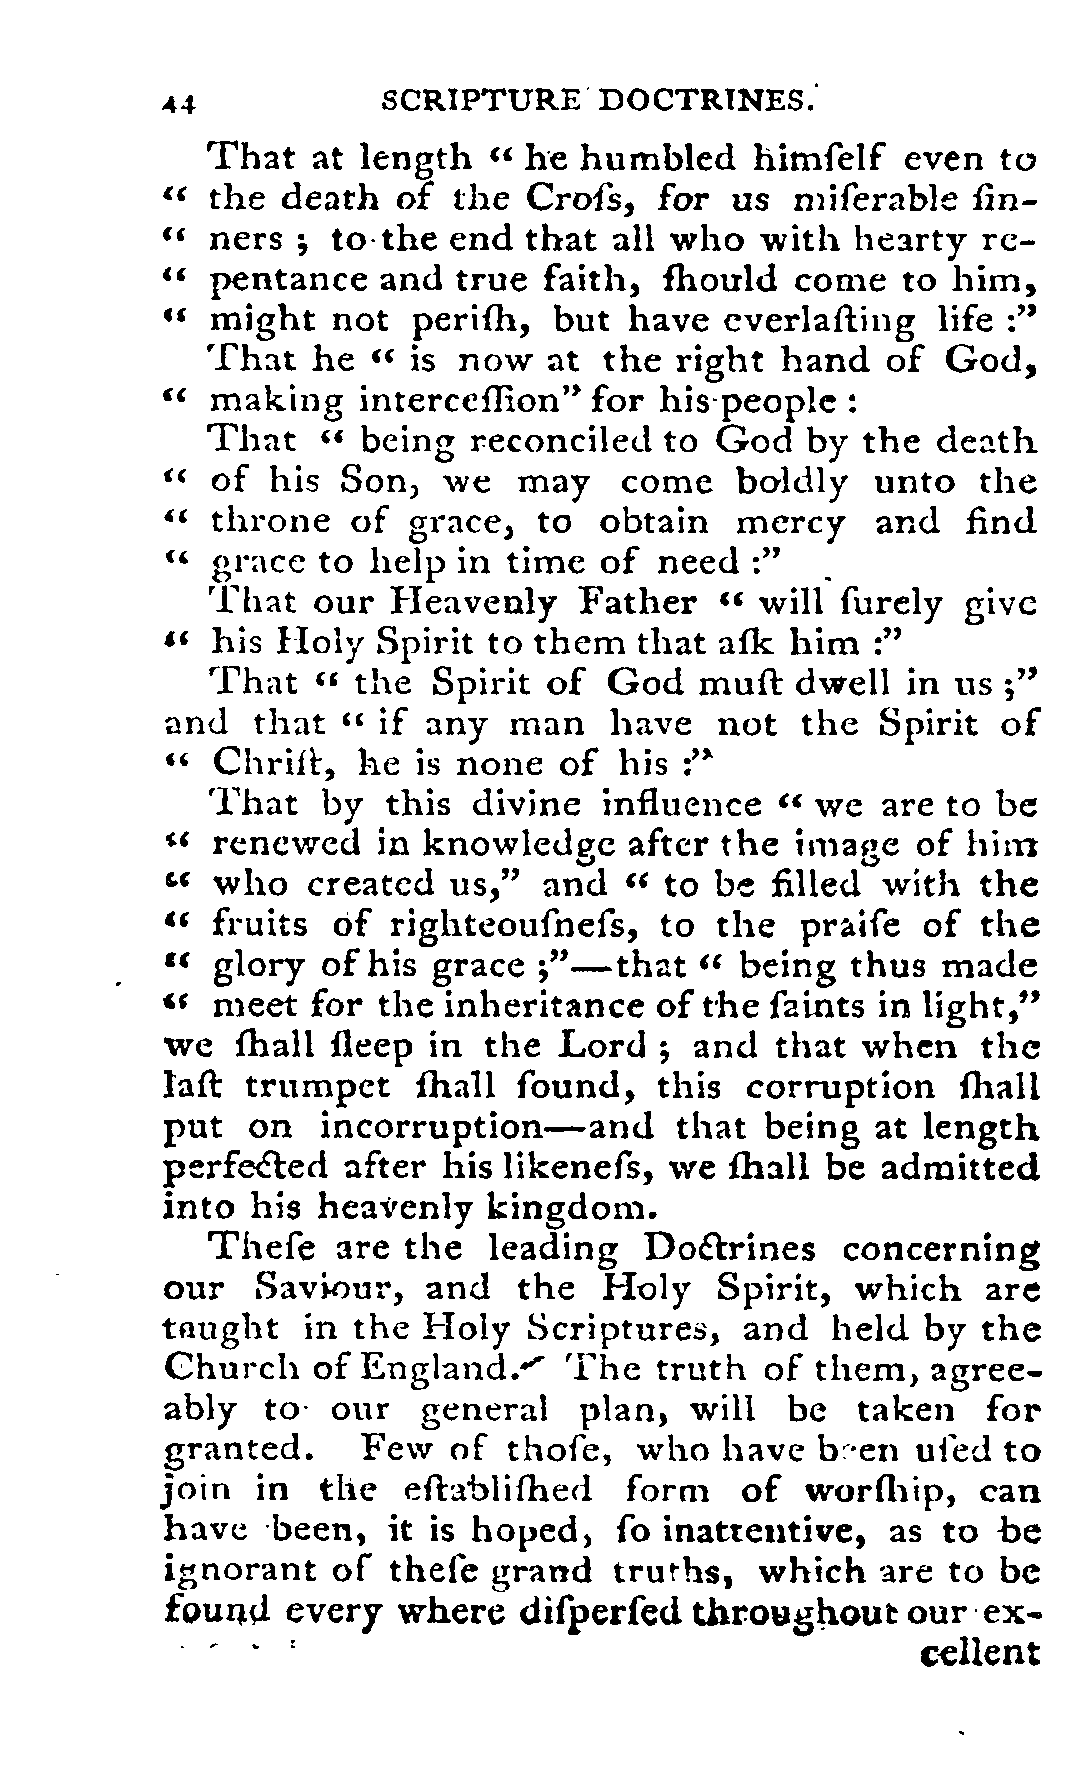 44 SCRIPTURE DOCTRINES.
That at length “ he humbled himſelf even to
“ the death of the Croſs, for us miſerable ſin-
“ ners ; to the end that all who with hearty re-
“ pentance and true faith, ſhould come to him,
“ might not periſh, but have everlaſting life :”
That he “ is now at the right hand of God,
“ making interceſſion” for his people :
That “ being reconciled to God by the death
“ of his Son, we may come boldly unto the
“ throne of grace, to obtain mercy and find
“ grace to help in time of need :”
That our Heavenly Father “ will ſurely give
“ his Holy Spirit to them that aſk him :”
That “ the Spirit of God muſt dwell in us ;”
and that “ if any man have not the Spirit of
“ Chriſt, he is none of his :”
That by this divine influence “ we are to be
“ renewed in knowledge after the image of him
“ who created us,” and “ to be filled with the
“ fruits of righteouſneſs, to the praiſe of the
“ glory of his grace ;”—that “ being thus made
“ meet for the inheritance of the ſaints in light,”
we ſhall ſleep in the Lord ; and that when the
laſt trumpet ſhall ſound, this corruption ſhall
put on incorruption—and that being at length
perfected after his likeneſs, we ſhall be admitted
into his heavenly kingdom.
Theſe are the leading Doctrines concerning
our Saviour, and the Holy Spirit, which are
taught in the Holy Scriptures, and held by the
Church of England. The truth of them, agree-
ably to our general plan, will be taken for
granted. Few of thoſe, who have been uſed to
join in the eſtabliſhed form of worſhip, can
have been, it is hoped, ſo inattentive, as to be
ignorant of theſe grand truths, which are to be
found every where diſperſed throughout our ex-
cellent